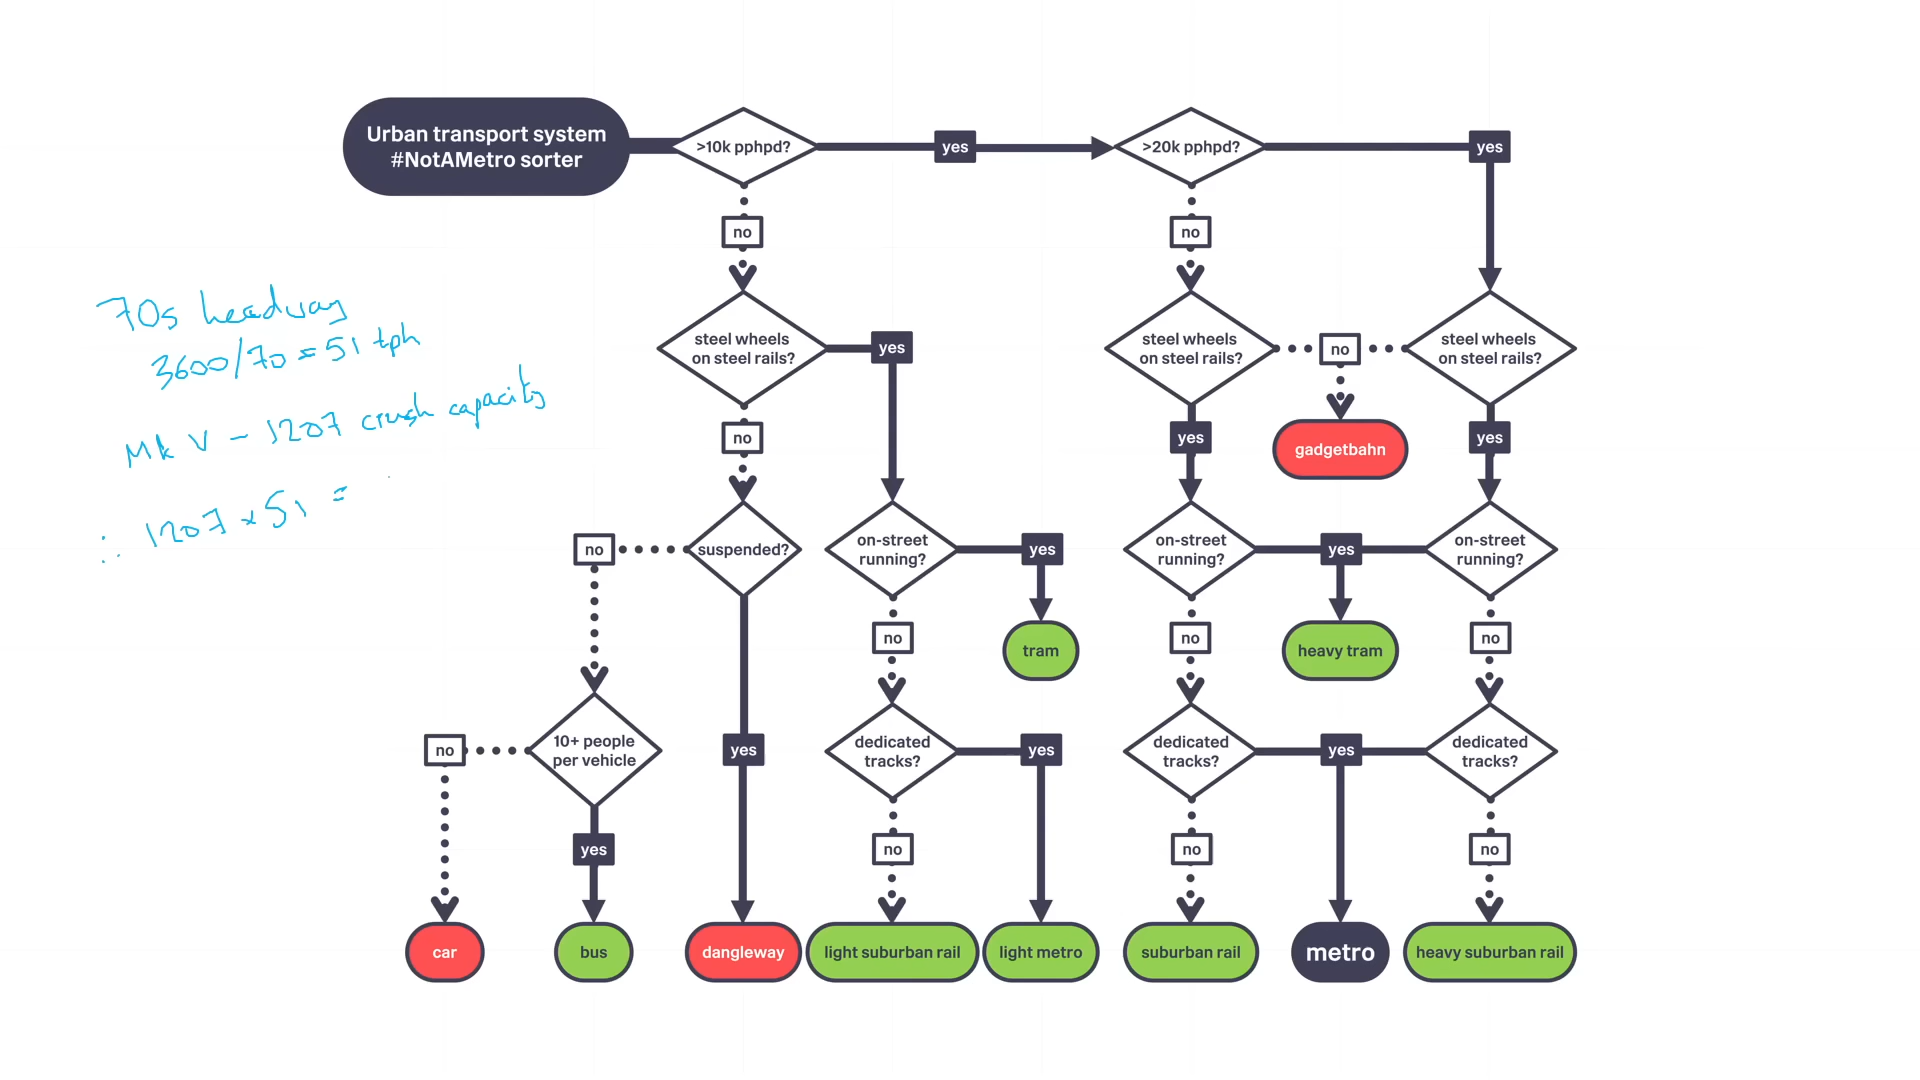 Urban transport system
#NotAMetro sorter
>10k pphpd?
yes
>20k pphpd?
yes
no
no
70s headway
3600/70 = 51 tph
Mk V - 1207 crush capacity
∴ 1207 x 51 =
steel wheels
on steel rails?
yes
steel wheels
on steel rails?
no
steel wheels
on steel rails?
no
yes
gadgetbahn
yes
no
suspended?
on-street
running?
yes
on-street
running?
yes
on-street
running?
no
tram
no
heavy tram
no
no
10+ people
per vehicle
yes
dedicated
tracks?
yes
dedicated
tracks?
yes
dedicated
tracks?
yes
no
no
no
car
bus
dangleway
light suburban rail
light metro
suburban rail
metro
heavy suburban rail